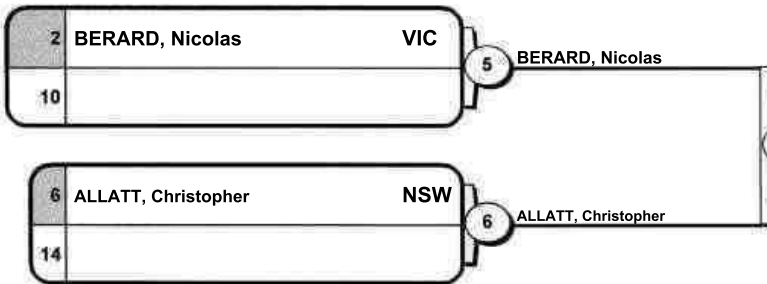 2 BERARD, Nicolas VIC
5 BERARD, Nicolas
10
6 ALLATT, Christopher NSW
6 ALLATT, Christopher
14